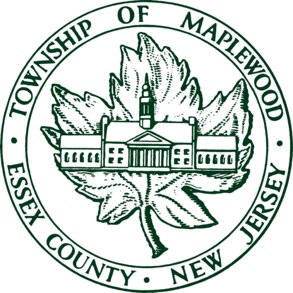 · TOWNSHIP OF MAPLEWOOD ·
ESSEX COUNTY · NEW JERSEY